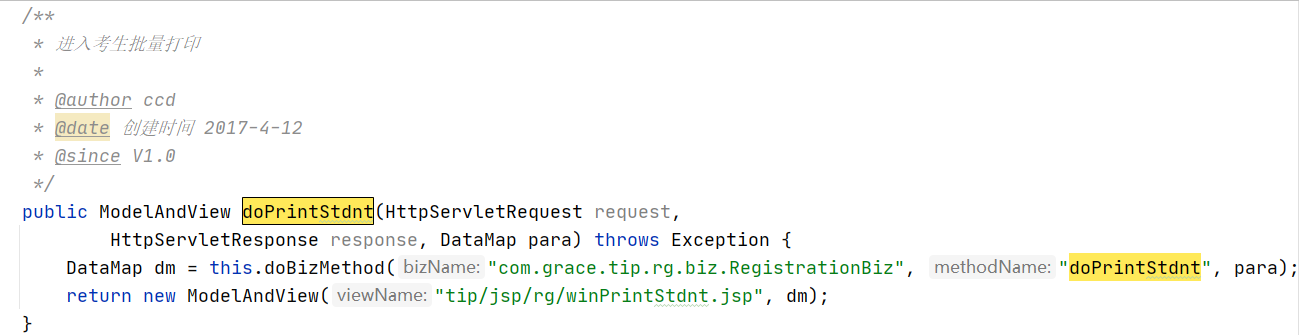 /**
 * 进入考生批量打印
 *
 * @author ccd
 * @date 创建时间 2017-4-12
 * @since V1.0
 */
public ModelAndView doPrintStdnt(HttpServletRequest request,
        HttpServletResponse response, DataMap para) throws Exception {
    DataMap dm = this.doBizMethod( bizName: "com.grace.tip.rg.biz.RegistrationBiz", methodName: "doPrintStdnt", para);
    return new ModelAndView( viewName: "tip/jsp/rg/winPrintStdnt.jsp", dm);
}